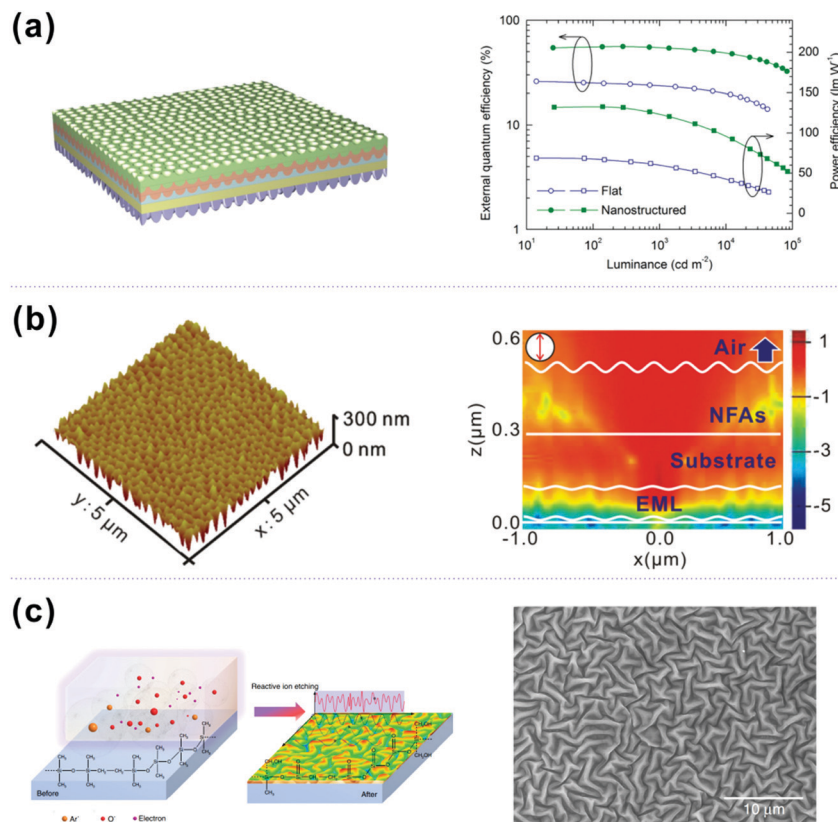 (a)
External quantum efficiency (%)
100
10
1
Flat
Nanostructured
200
150
100
50
0
Power efficiency (lm W⁻¹)
10¹ 10² 10³ 10⁴ 10⁵
Luminance (cd m⁻²)
(b)
300 nm
0 nm
y: 5 μm
x: 5 μm
z(μm)
0.6
0.3
0.0
Air
NFAs
Substrate
EML
-1.0 0.0 1.0
x(μm)
1
-1
-3
-5
(c)
Reactive ion etching
Before
After
Ar⁻ O⁻ Electron
10 μm